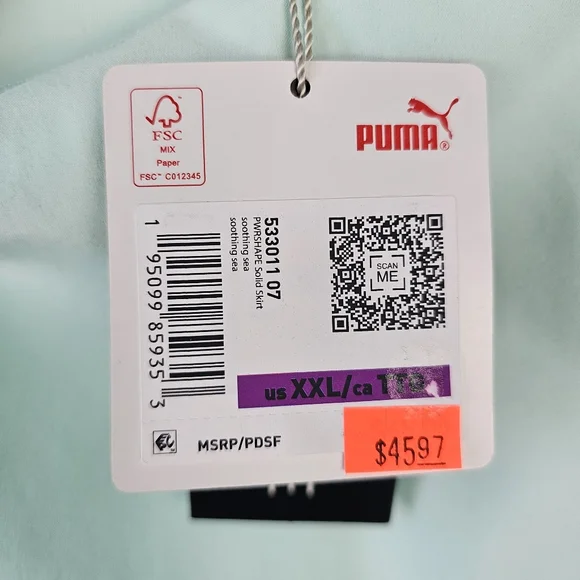 FSC
MIX
Paper
FSC™ C012345
PUMA®
533011 07
PWRSHAPE Solid Skirt
soothing sea
soothing sea
SCAN
ME
1 95099 85935 3
us XXL/ca
MSRP/PDSF
$4597